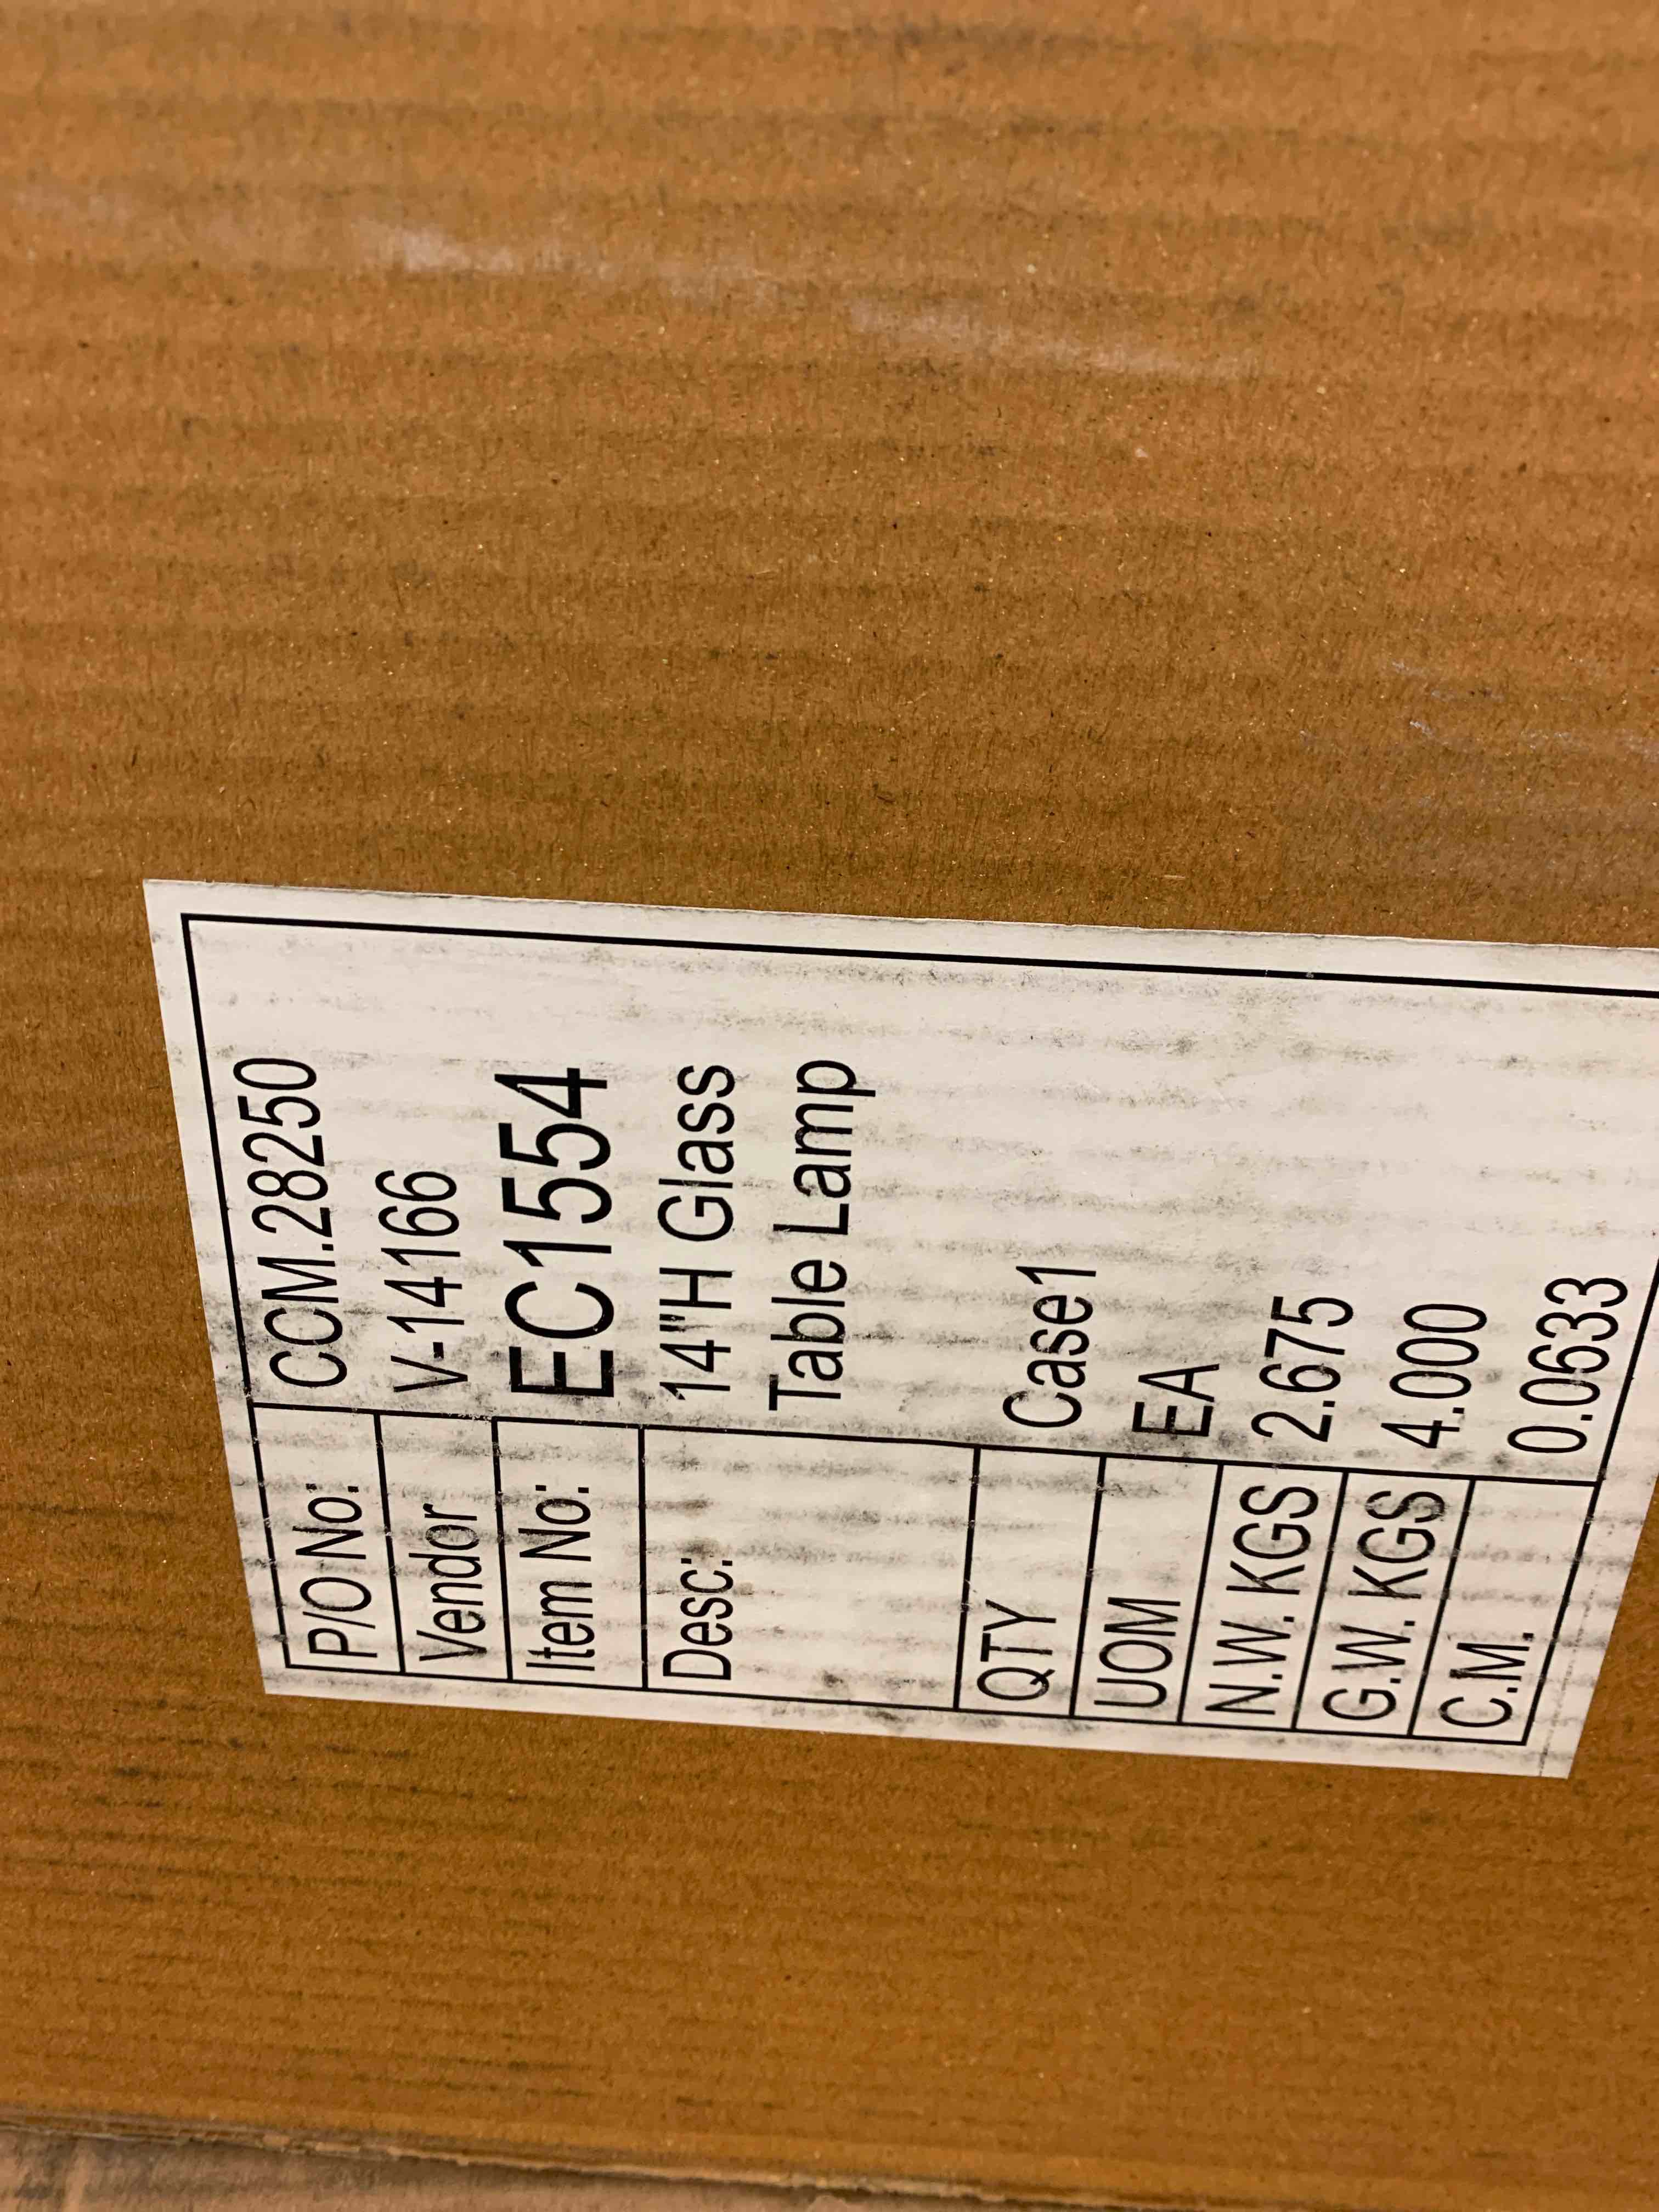 P/O No: CCM.28250
Vendor V-14166
Item No: EC1554
Desc: 14"H Glass
Table Lamp
QTY Case1
UOM EA
N.W. KGS 2.675
G.W. KGS 4.000
C.M. 0.0633